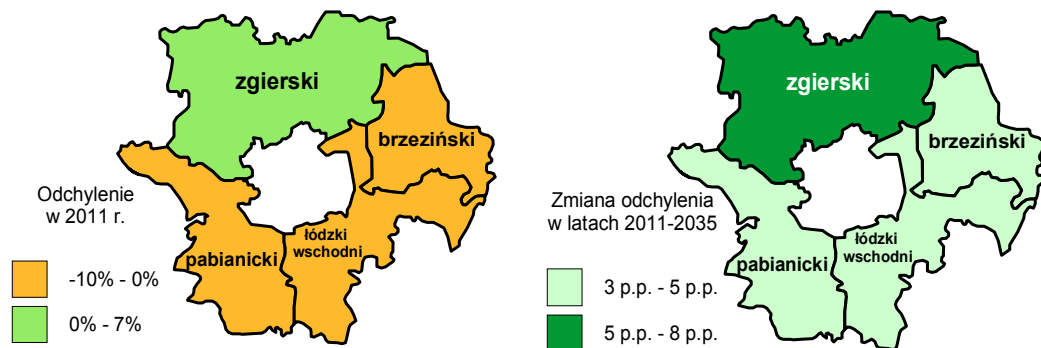 zgierski
brzeziński
Odchylenie
w 2011 r.
łódzki
wschodni
pabianicki
-10% - 0%
0% - 7%
zgierski
brzeziński
Zmiana odchylenia
w latach 2011-2035
łódzki
wschodni
pabianicki
3 p.p. - 5 p.p.
5 p.p. - 8 p.p.